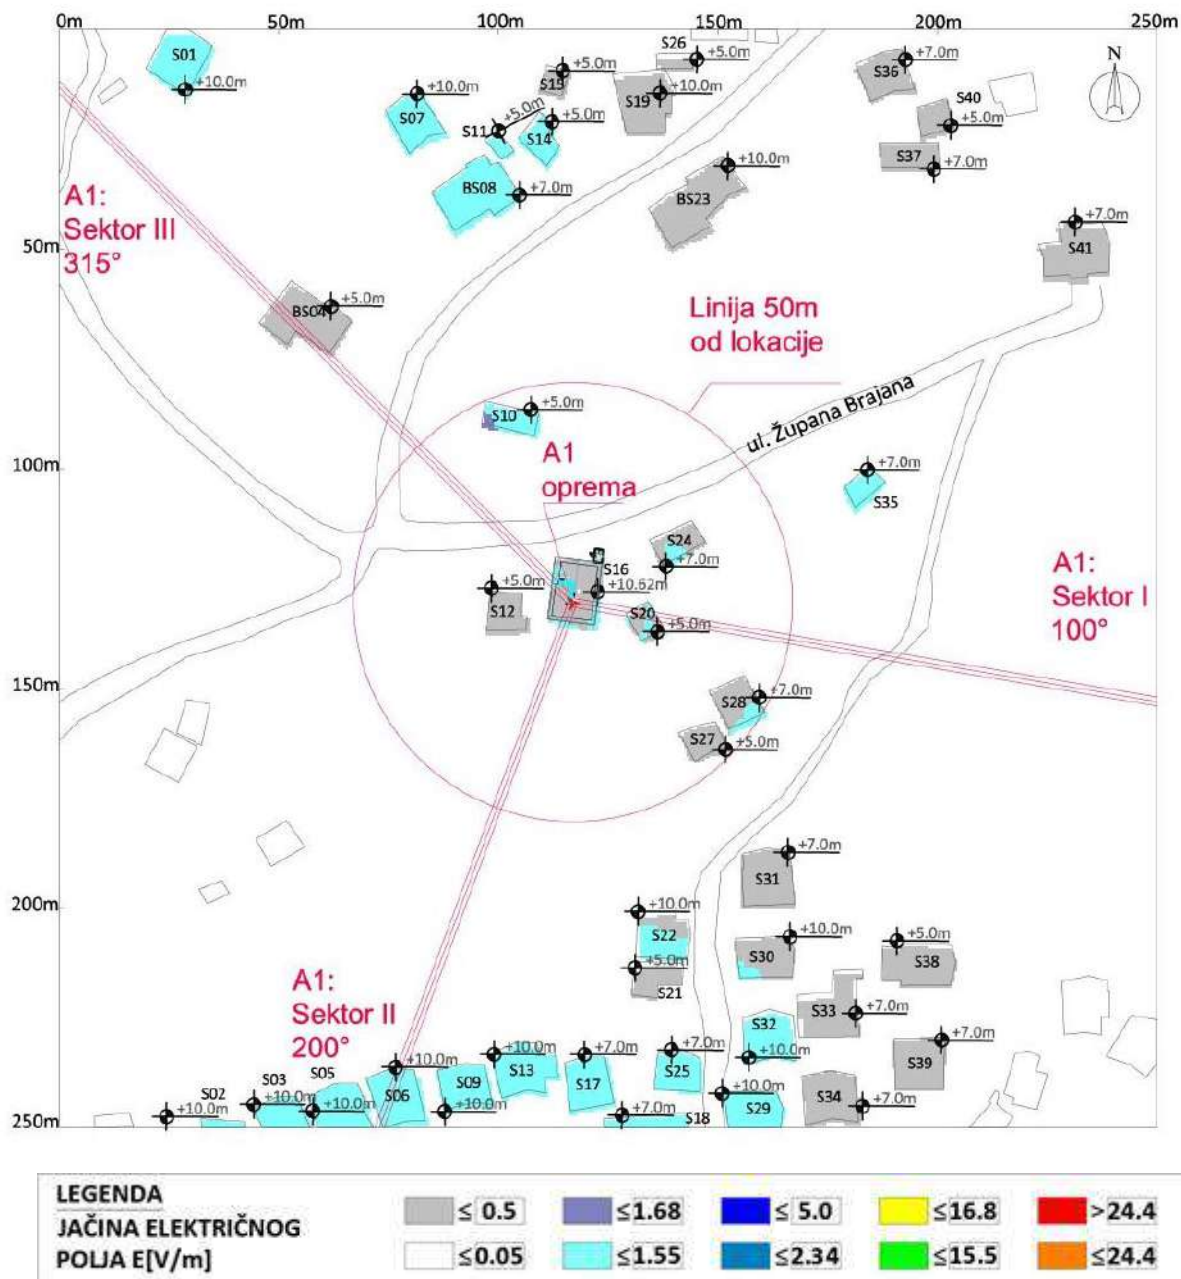 0m 50m 100m 150m 200m 250m
S01
+10.0m
S07
+10.0m
S11
+5.0m
S14
+5.0m
S15
+5.0m
S26
+5.0m
S19
+10.0m
S36
+7.0m
S40
+5.0m
S37
+7.0m
N
BS08
+7.0m
BS23
+10.0m
S41
+7.0m
A1:
Sektor III
315°
50m
BS04
+5.0m
Linija 50m
od lokacije
ul. Župana Brajana
S10
+5.0m
A1
oprema
100m
S35
+7.0m
S24
+7.0m
S16
+10.62m
S12
+5.0m
S20
+5.0m
A1:
Sektor I
100°
150m
S28
+7.0m
S27
+5.0m
S31
+7.0m
200m
S22
+10.0m
S21
+5.0m
S30
+10.0m
S38
+5.0m
A1:
Sektor II
200°
S33
+7.0m
S32
+10.0m
S39
+7.0m
S02
+10.0m
S03
+10.0m
S05
+10.0m
S06
+10.0m
S09
+10.0m
S13
+10.0m
S17
+7.0m
S25
+7.0m
S18
+7.0m
S29
+10.0m
S34
+7.0m
250m
LEGENDA
JAČINA ELEKTRIČNOG
POLJA E[V/m]
≤ 0.5 ≤1.68 ≤ 5.0 ≤16.8 >24.4
≤0.05 ≤1.55 ≤2.34 ≤15.5 ≤24.4